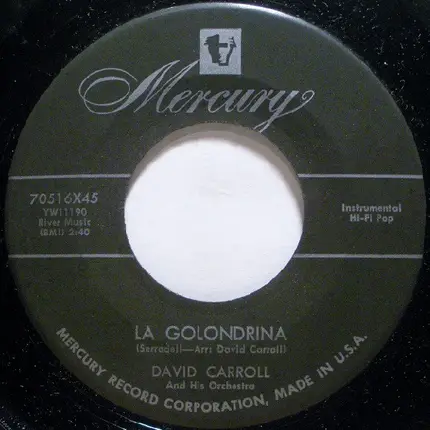 Mercury
70516X45
YW11190
River Music
(BMI) 2:40
Instrumental
Hi-Fi Pop
LA GOLONDRINA
(Serradell—Arr: David Carroll)
DAVID CARROLL
And His Orchestra
MERCURY RECORD CORPORATION, MADE IN U.S.A.